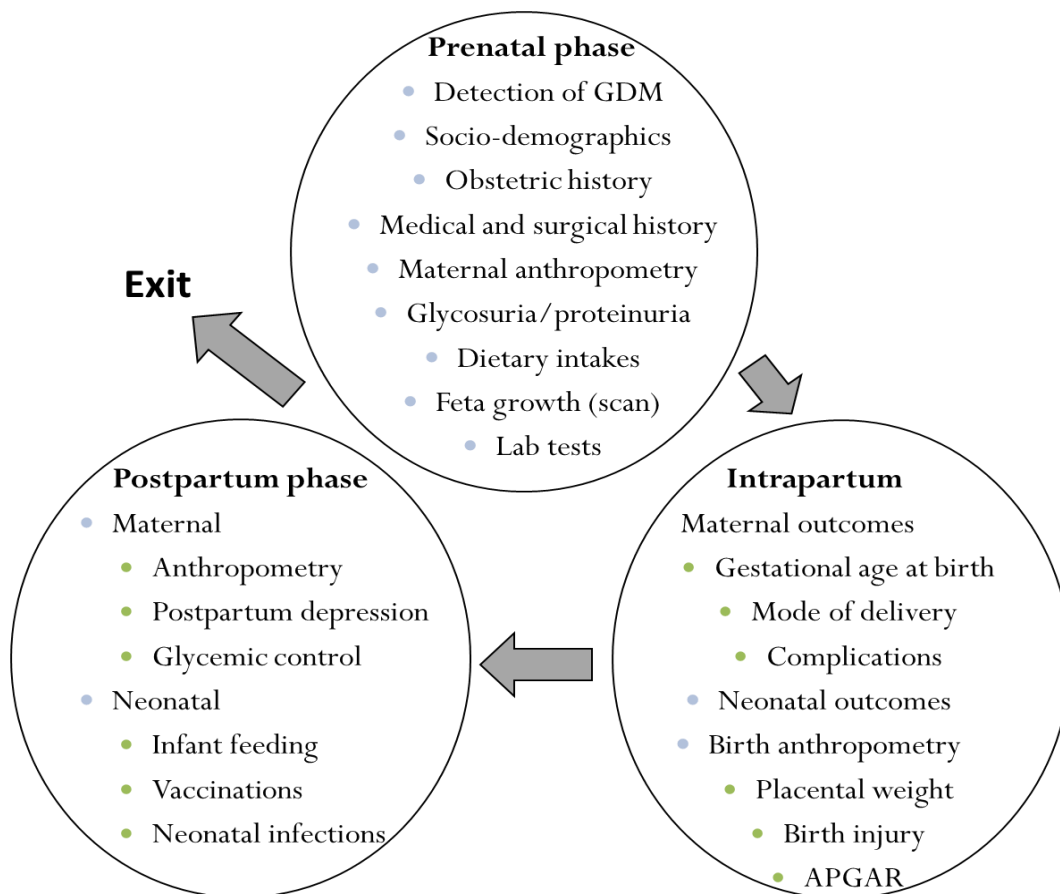 Prenatal phase
Detection of GDM
Socio-demographics
Obstetric history
Medical and surgical history
Maternal anthropometry
Glycosuria/proteinuria
Dietary intakes
Feta growth (scan)
Lab tests
Exit
Intrapartum
Maternal outcomes
Gestational age at birth
Mode of delivery
Complications
Neonatal outcomes
Birth anthropometry
Placental weight
Birth injury
APGAR
Postpartum phase
Maternal
Anthropometry
Postpartum depression
Glycemic control
Neonatal
Infant feeding
Vaccinations
Neonatal infections